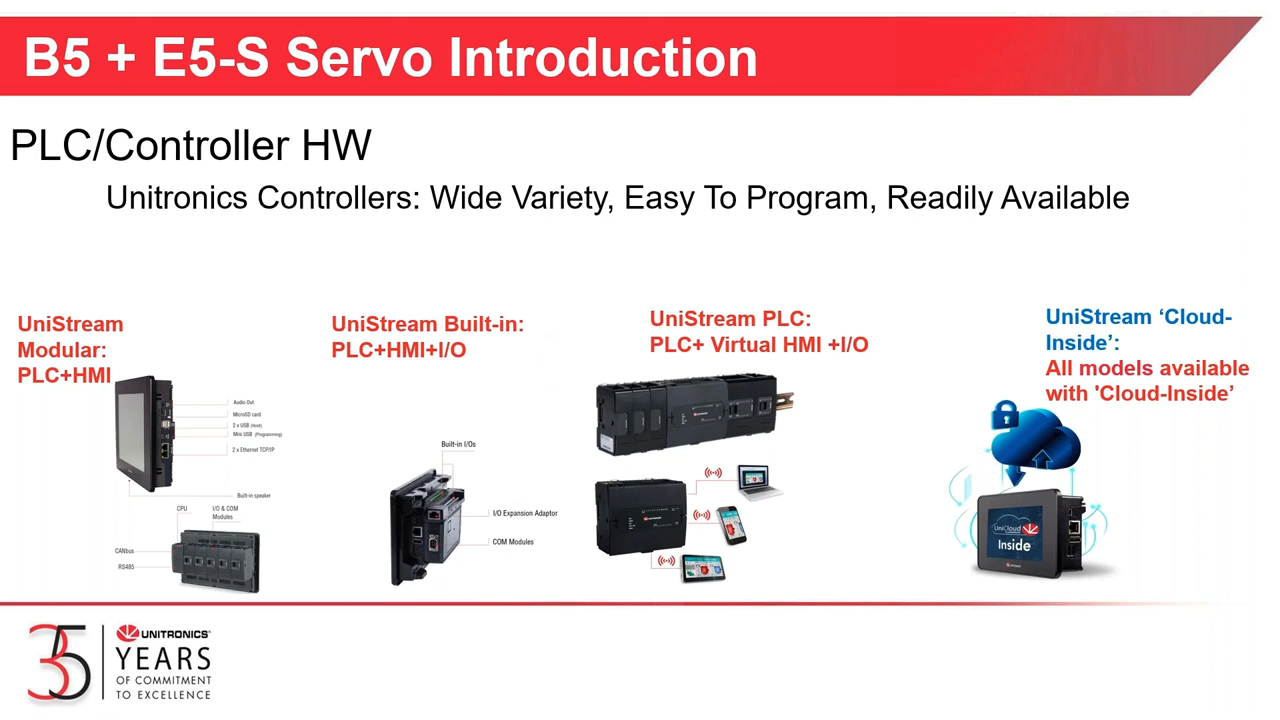 B5 + E5-S Servo Introduction
PLC/Controller HW
Unitronics Controllers: Wide Variety, Easy To Program, Readily Available
UniStream
Modular:
PLC+HMI
Audio Out
MicroSD card
2 x USB (Host)
Mini USB (Programming)
2 x Ethernet TCP/IP
Built-in speaker
CPU
I/O & COM
Modules
CANbus
RS485
UniStream Built-in:
PLC+HMI+I/O
Built-in I/Os
I/O Expansion Adaptor
COM Modules
UniStream PLC:
PLC+ Virtual HMI +I/O
UniStream ‘Cloud-
Inside’:
All models available
with 'Cloud-Inside’
UniCloud
Inside
35
UNITRONICS
YEARS
OF COMMITMENT
TO EXCELLENCE